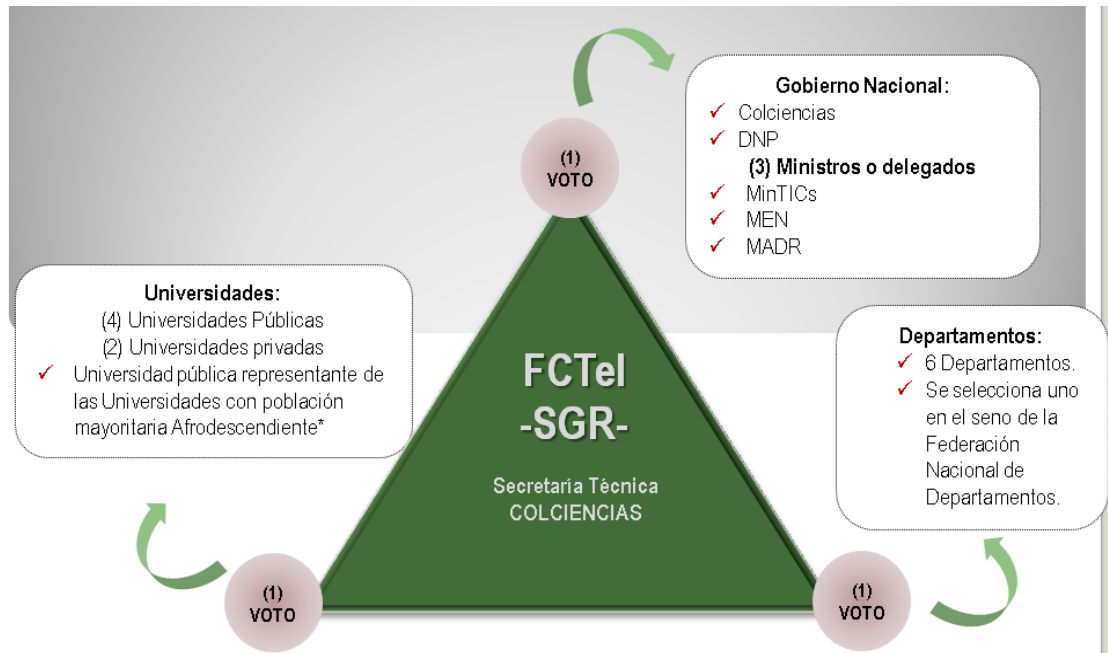 (1)
VOTO
Gobierno Nacional:
✓ Colciencias
✓ DNP
(3) Ministros o delegados
✓ MinTICs
✓ MEN
✓ MADR
Universidades:
(4) Universidades Públicas
(2) Universidades privadas
✓ Universidad pública representante de
las Universidades con población
mayoritaria Afrodescendiente*
Departamentos:
✓ 6 Departamentos.
✓ Se selecciona uno
en el seno de la
Federación
Nacional de
Departamentos.
FCTeI
-SGR-
Secretaría Técnica
COLCIENCIAS
(1)
VOTO
(1)
VOTO